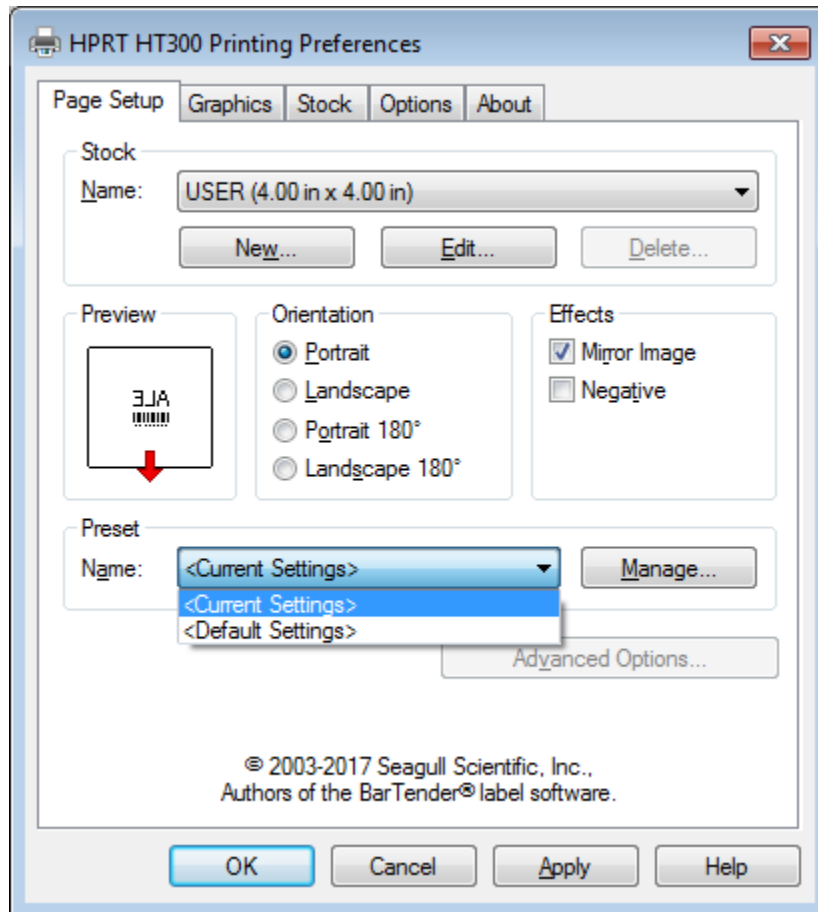 HPRT HT300 Printing Preferences
Page Setup Graphics Stock Options About
Stock
Name: USER (4.00 in x 4.00 in)
New... Edit... Delete...
Preview
ALE
Orientation
Portrait
Landscape
Portrait 180°
Landscape 180°
Effects
Mirror Image
Negative
Preset
Name: <Current Settings> Manage...
<Current Settings>
<Default Settings>
Advanced Options...
© 2003-2017 Seagull Scientific, Inc.,
Authors of the BarTender® label software.
OK Cancel Apply Help